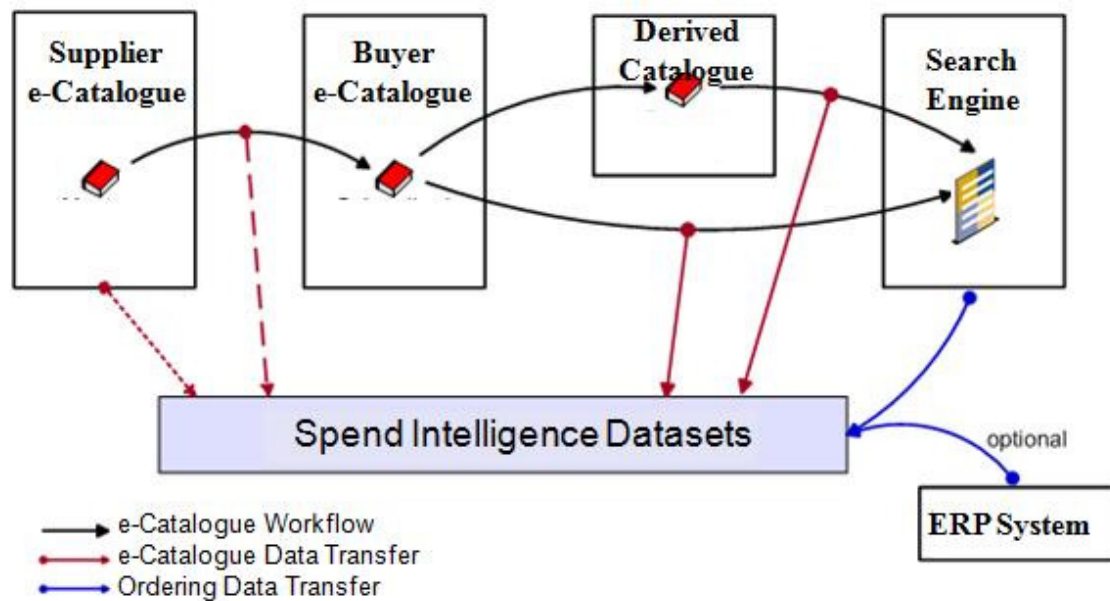 Supplier
e-Catalogue
Buyer
e-Catalogue
Derived
Catalogue
Search
Engine
Spend Intelligence Datasets
optional
ERP System
e-Catalogue Workflow
e-Catalogue Data Transfer
Ordering Data Transfer